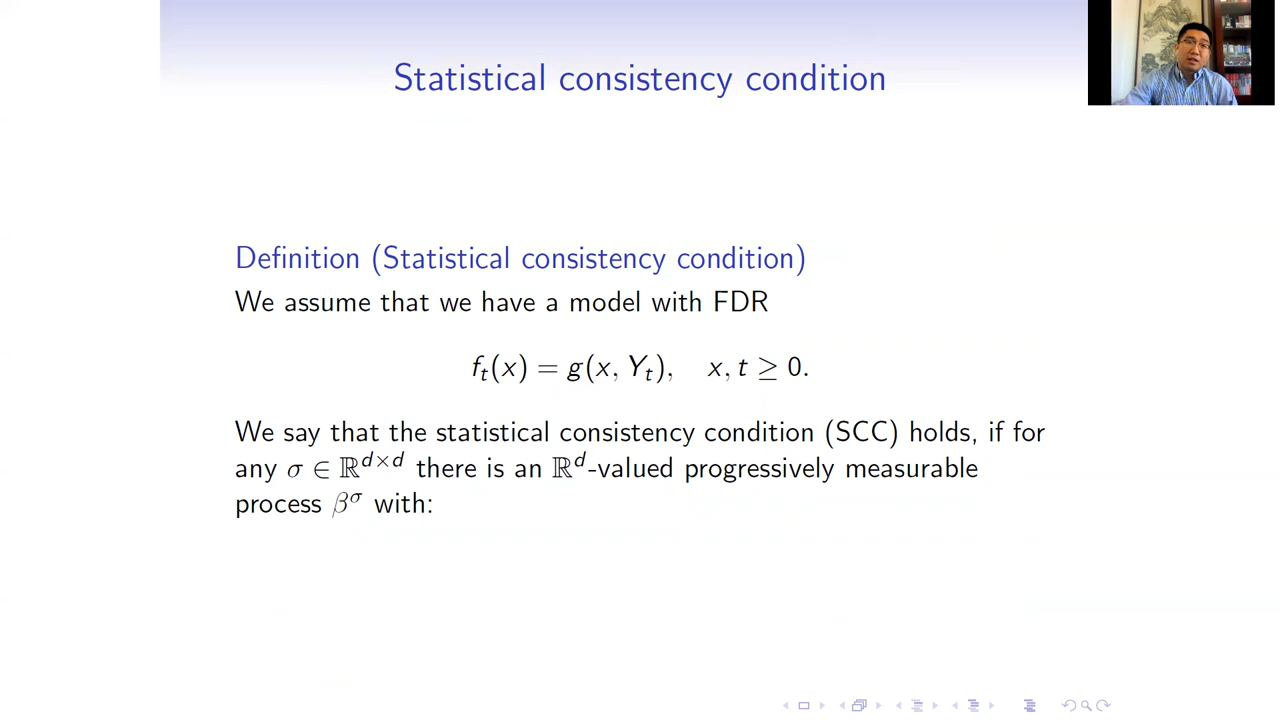 Statistical consistency condition
Definition (Statistical consistency condition)
We assume that we have a model with FDR
fₜ(x) = g(x, Yₜ), x, t ≥ 0.
We say that the statistical consistency condition (SCC) holds, if for
any σ ∈ ℝᵈˣᵈ there is an ℝᵈ-valued progressively measurable
process β^σ with: